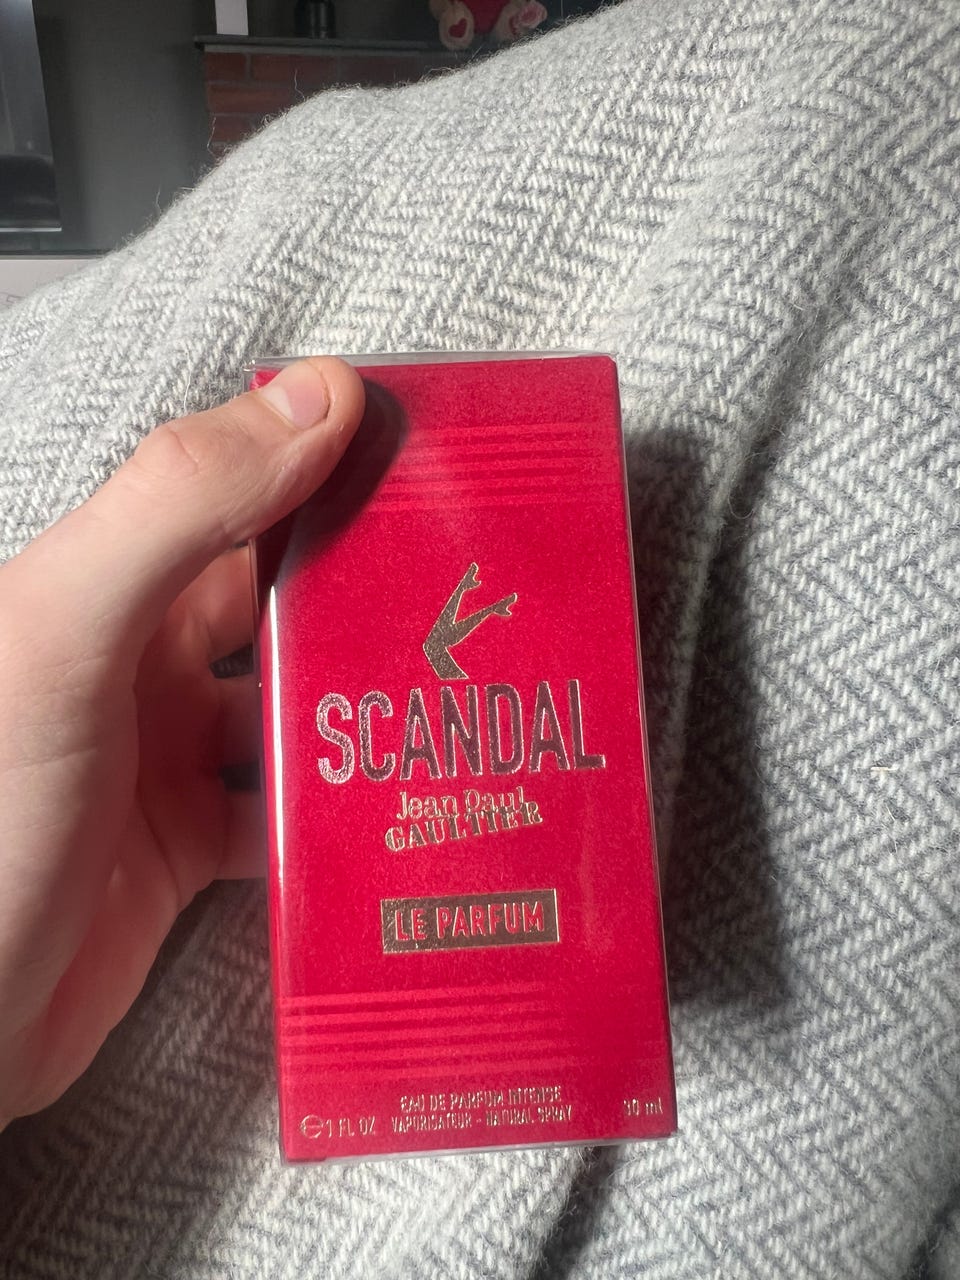 SCANDAL
Jean Paul
GAULTIER
LE PARFUM
EAU DE PARFUM INTENSE
℮ 1 FL. OZ VAPORISATEUR - NATURAL SPRAY 30 ml